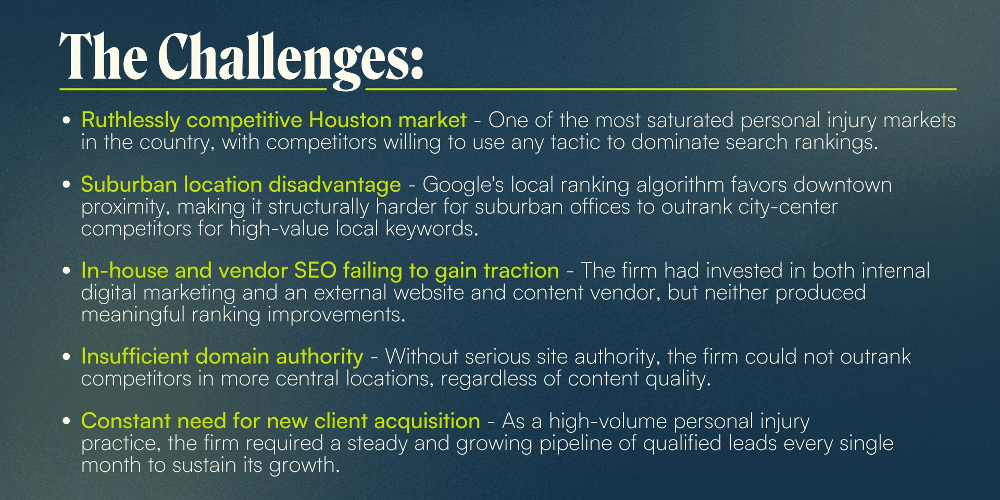 The Challenges:
• Ruthlessly competitive Houston market - One of the most saturated personal injury markets
in the country, with competitors willing to use any tactic to dominate search rankings.
• Suburban location disadvantage - Google's local ranking algorithm favors downtown
proximity, making it structurally harder for suburban offices to outrank city-center
competitors for high-value local keywords.
• In-house and vendor SEO failing to gain traction - The firm had invested in both internal
digital marketing and an external website and content vendor, but neither produced
meaningful ranking improvements.
• Insufficient domain authority - Without serious site authority, the firm could not outrank
competitors in more central locations, regardless of content quality.
• Constant need for new client acquisition - As a high-volume personal injury
practice, the firm required a steady and growing pipeline of qualified leads every single
month to sustain its growth.